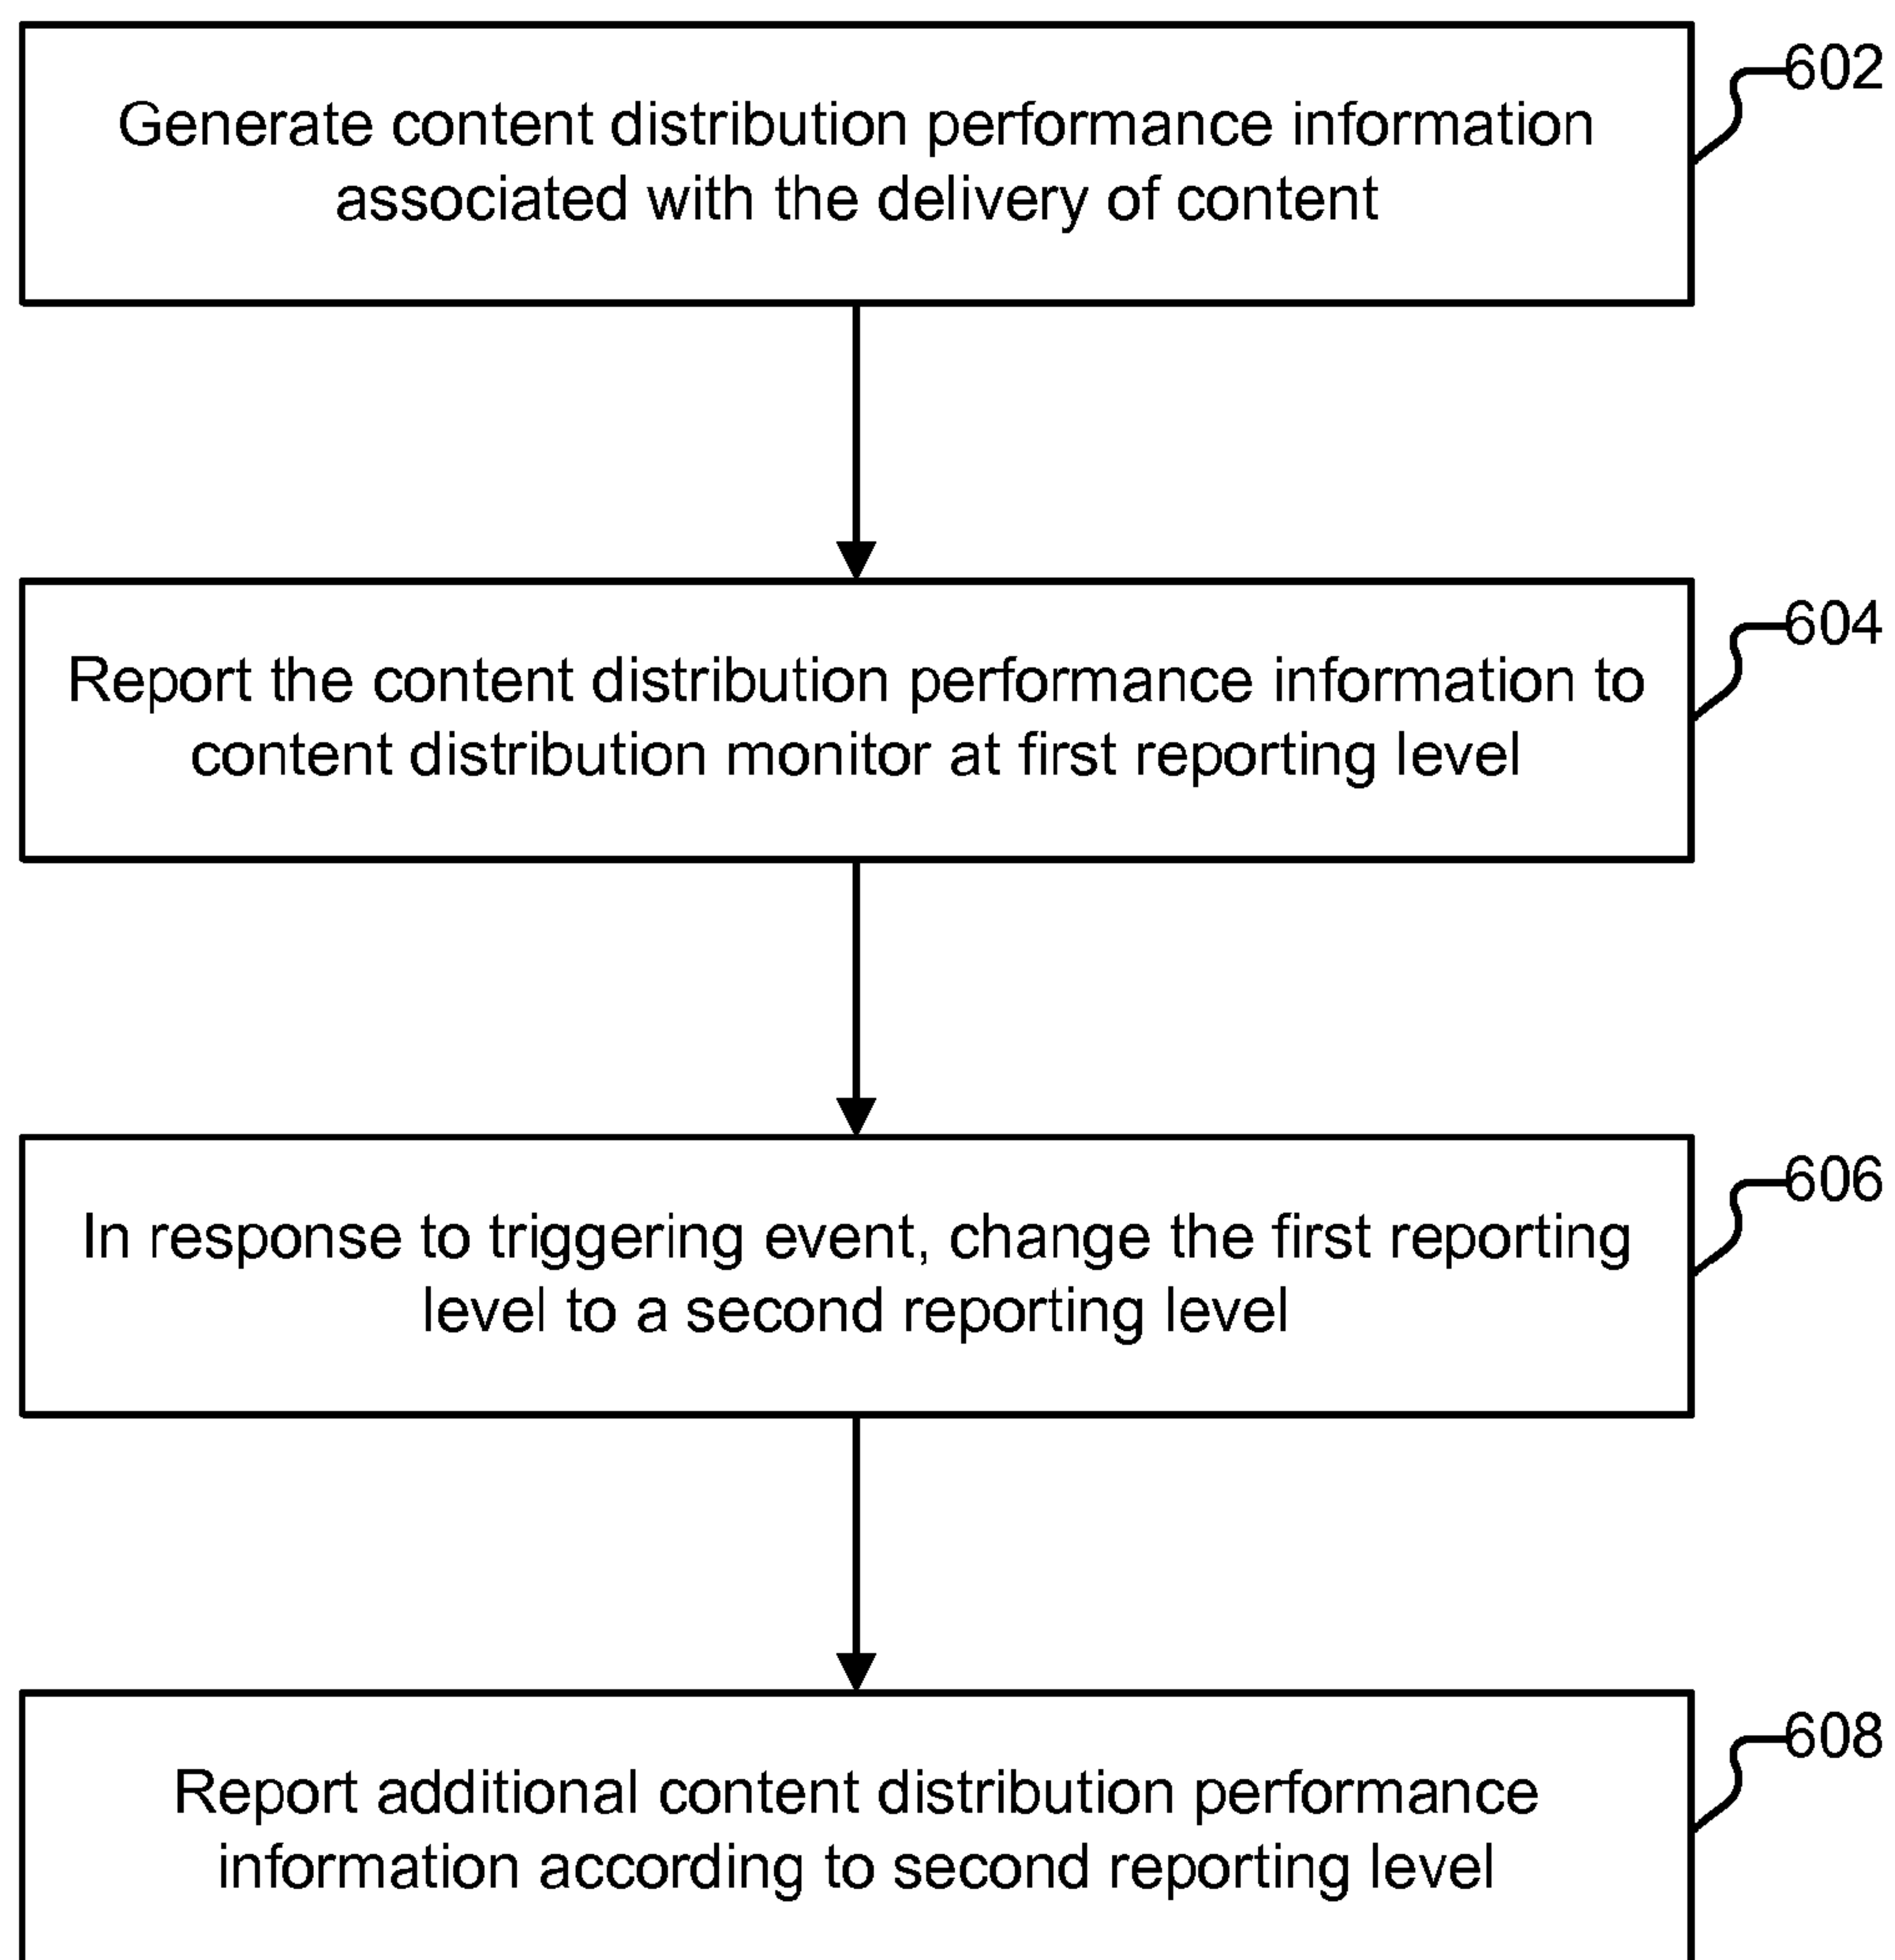 602
Generate content distribution performance information
associated with the delivery of content
604
Report the content distribution performance information to
content distribution monitor at first reporting level
606
In response to triggering event, change the first reporting
level to a second reporting level
608
Report additional content distribution performance
information according to second reporting level